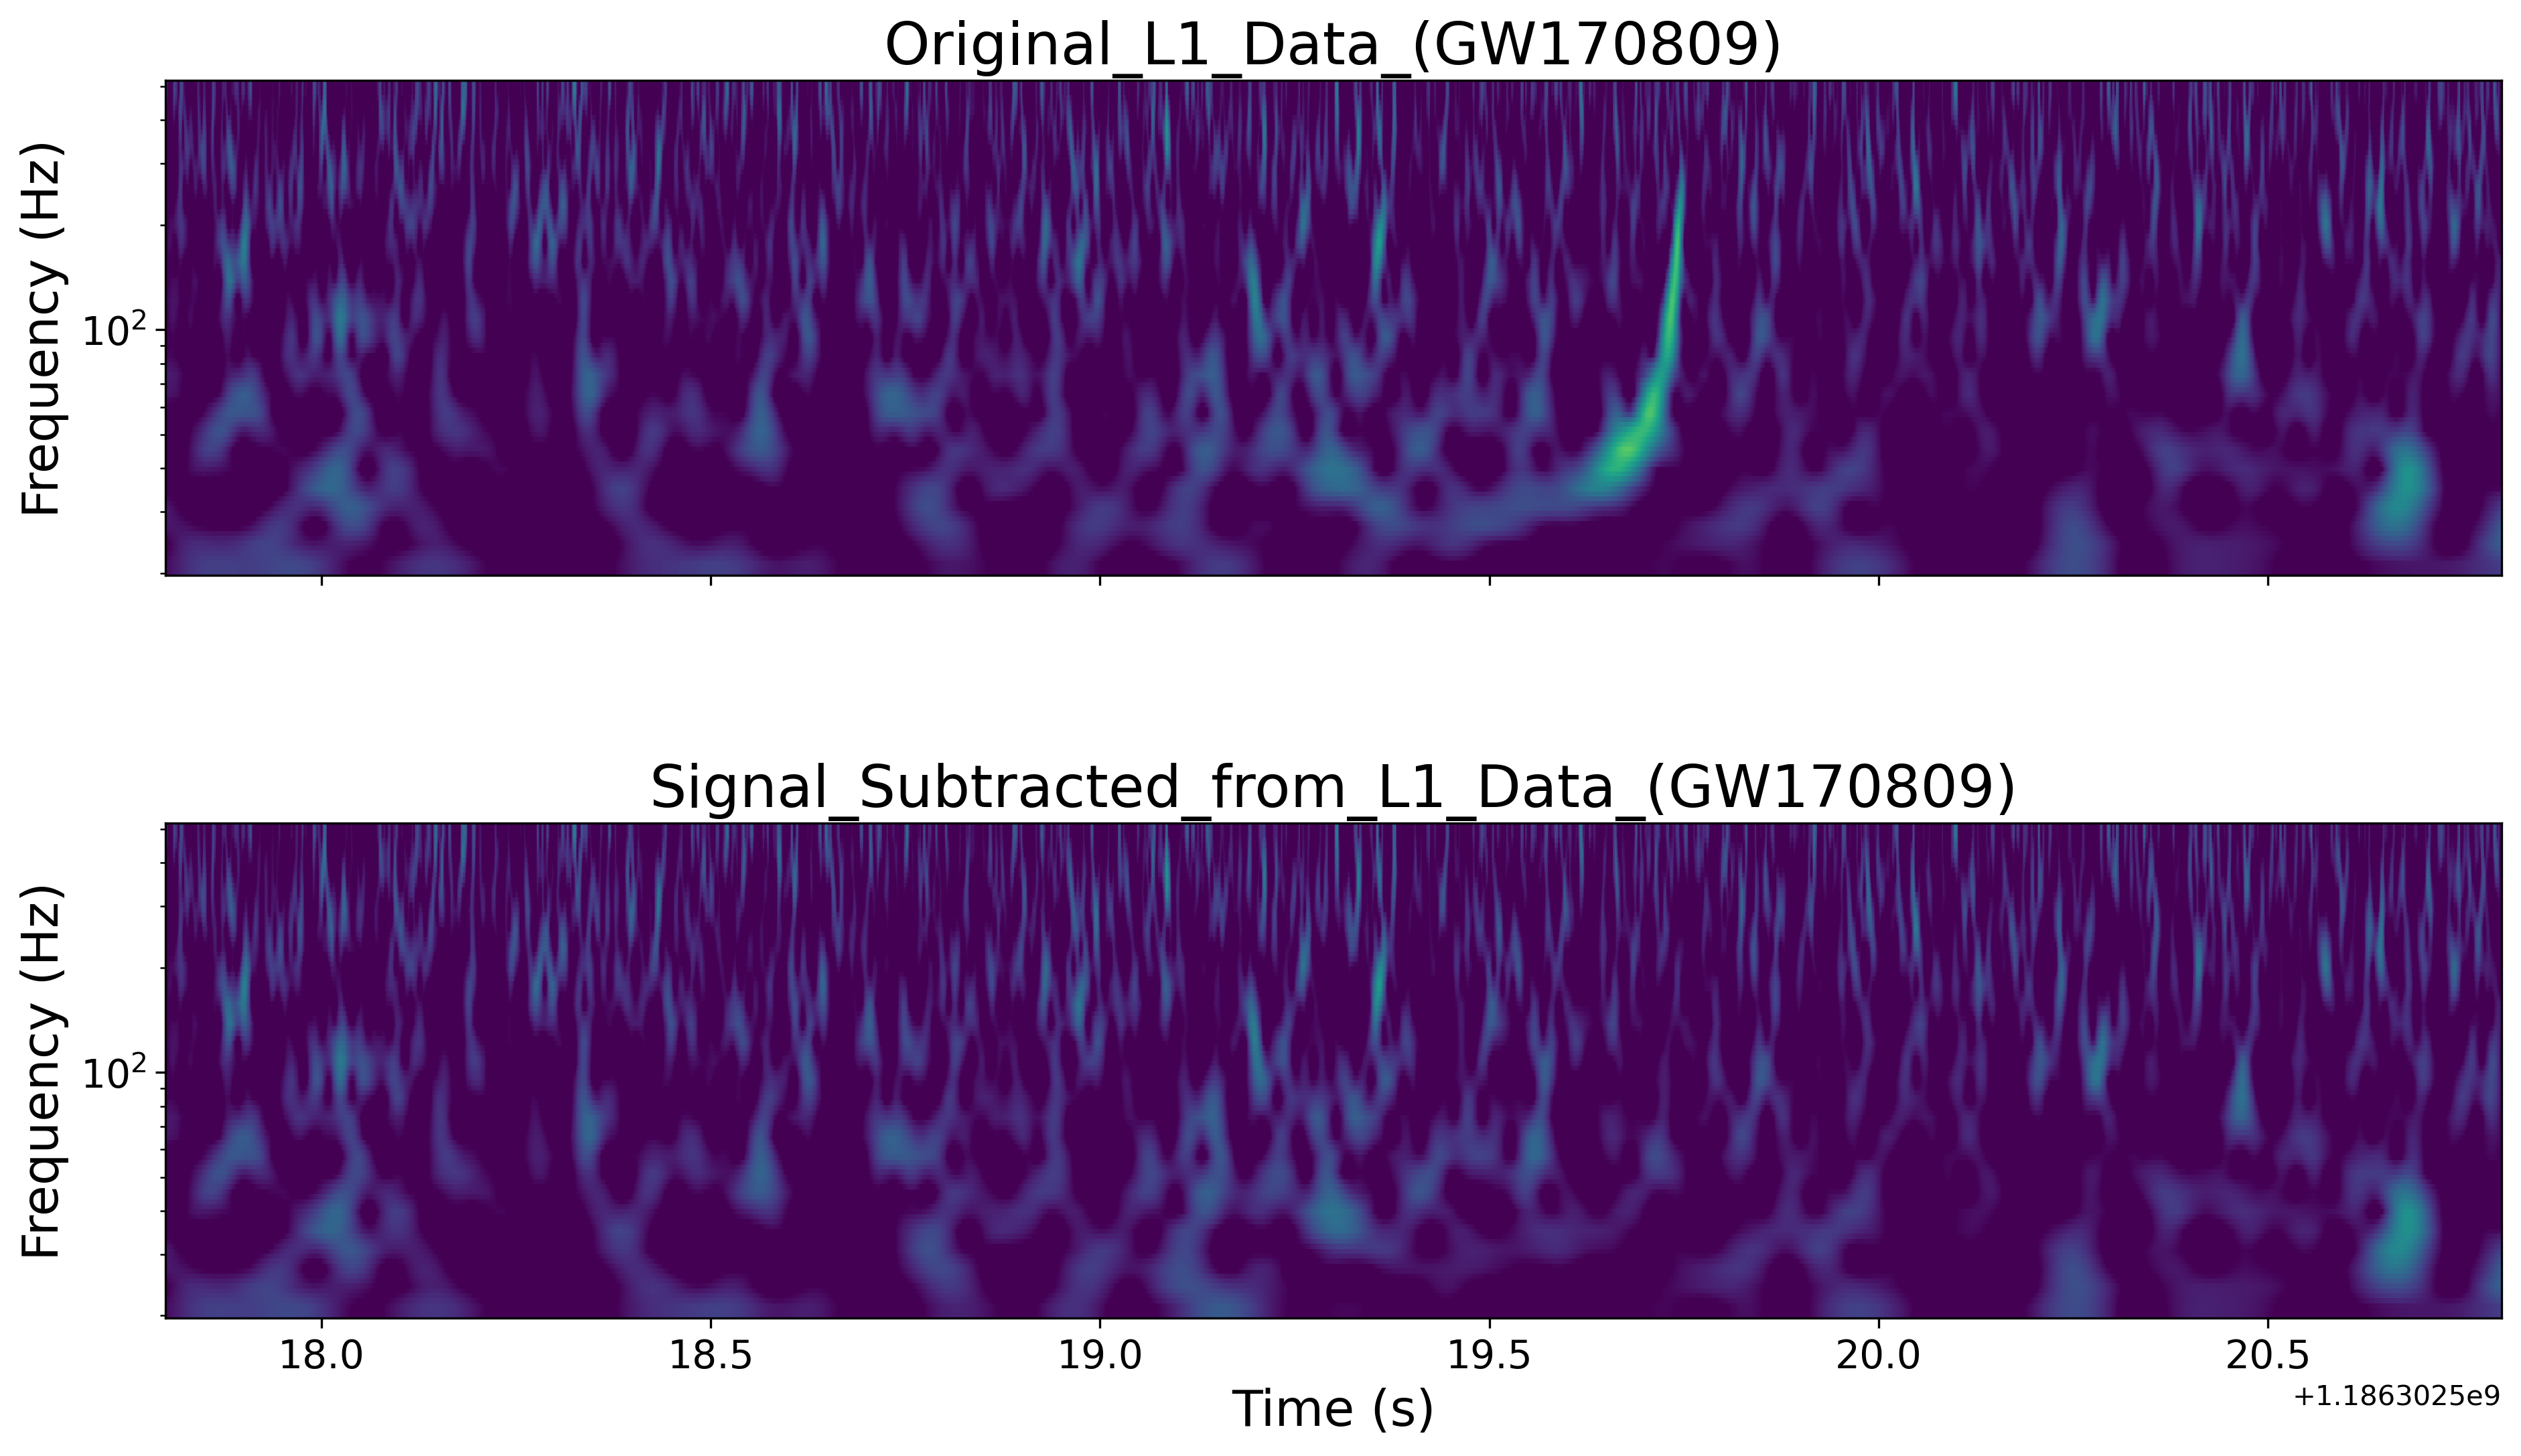 Original_L1_Data_(GW170809)
Frequency (Hz)
10²
Signal_Subtracted_from_L1_Data_(GW170809)
Frequency (Hz)
10²
18.0 18.5 19.0 19.5 20.0 20.5
Time (s)
+1.1863025e9